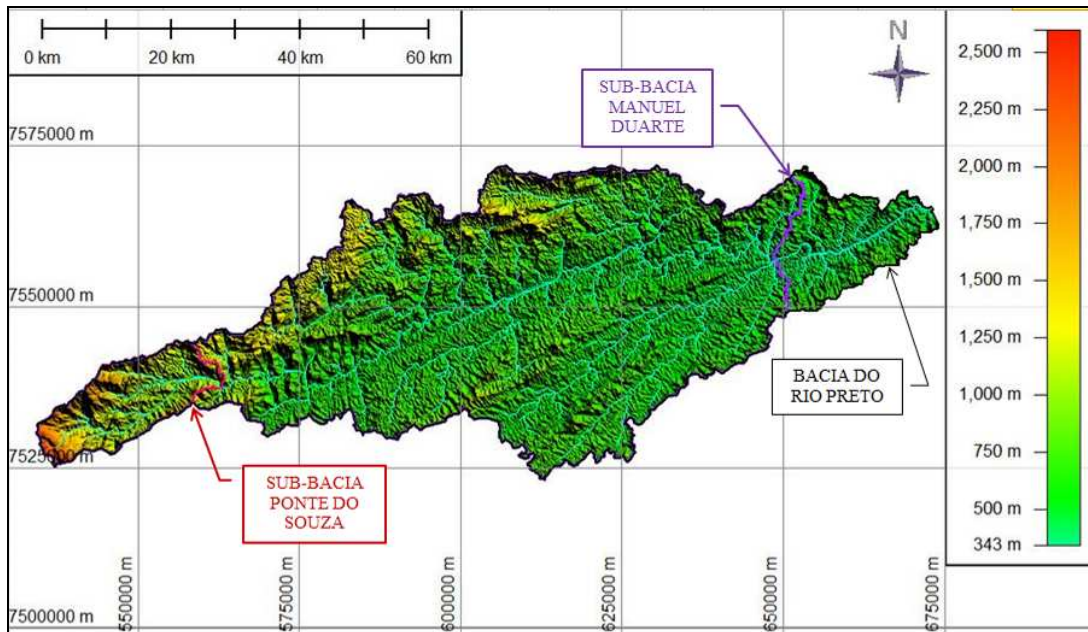 0 km 20 km 40 km 60 km
N
2,500 m
2,250 m
2,000 m
1,750 m
1,500 m
1,250 m
1,000 m
750 m
500 m
343 m
SUB-BACIA
MANUEL
DUARTE
7575000 m
7550000 m
7525000 m
7500000 m
BACIA DO
RIO PRETO
SUB-BACIA
PONTE DO
SOUZA
550000 m
575000 m
600000 m
625000 m
650000 m
675000 m